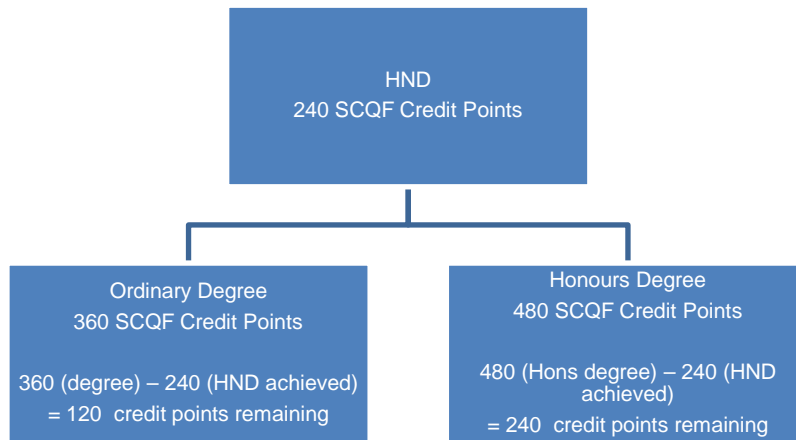 HND
240 SCQF Credit Points
Ordinary Degree
360 SCQF Credit Points
360 (degree) – 240 (HND achieved)
= 120  credit points remaining
Honours Degree
480 SCQF Credit Points
480 (Hons degree) – 240 (HND
achieved)
= 240  credit points remaining